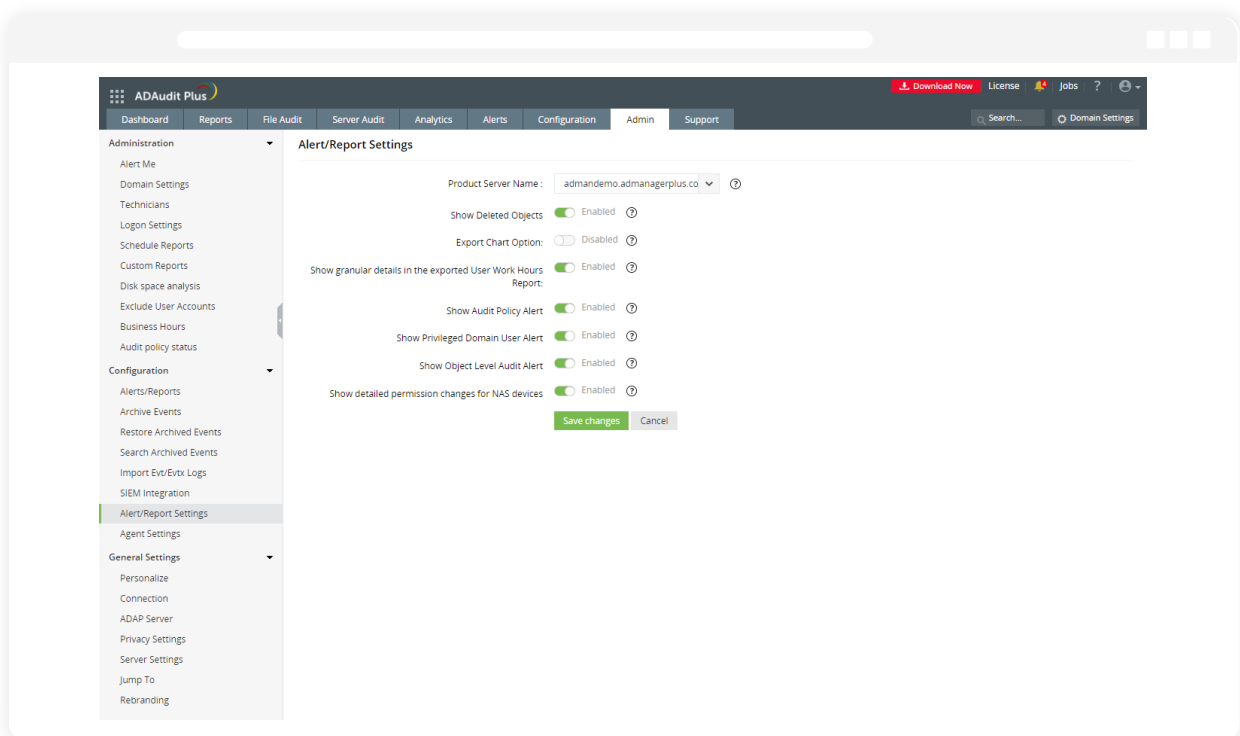 ADAudit Plus
Download Now License 4 Jobs ?
Dashboard Reports File Audit Server Audit Analytics Alerts Configuration Admin Support Search... Domain Settings
Administration
Alert Me
Domain Settings
Technicians
Logon Settings
Schedule Reports
Custom Reports
Disk space analysis
Exclude User Accounts
Business Hours
Audit policy status
Configuration
Alerts/Reports
Archive Events
Restore Archived Events
Search Archived Events
Import Evt/Evtx Logs
SIEM Integration
Alert/Report Settings
Agent Settings
General Settings
Personalize
Connection
ADAP Server
Privacy Settings
Server Settings
Jump To
Rebranding
Alert/Report Settings
Product Server Name : admandemo.admanagerplus.co ?
Show Deleted Objects Enabled ?
Export Chart Option: Disabled ?
Show granular details in the exported User Work Hours Enabled ?
Report:
Show Audit Policy Alert Enabled ?
Show Privileged Domain User Alert Enabled ?
Show Object Level Audit Alert Enabled ?
Show detailed permission changes for NAS devices Enabled ?
Save changes Cancel